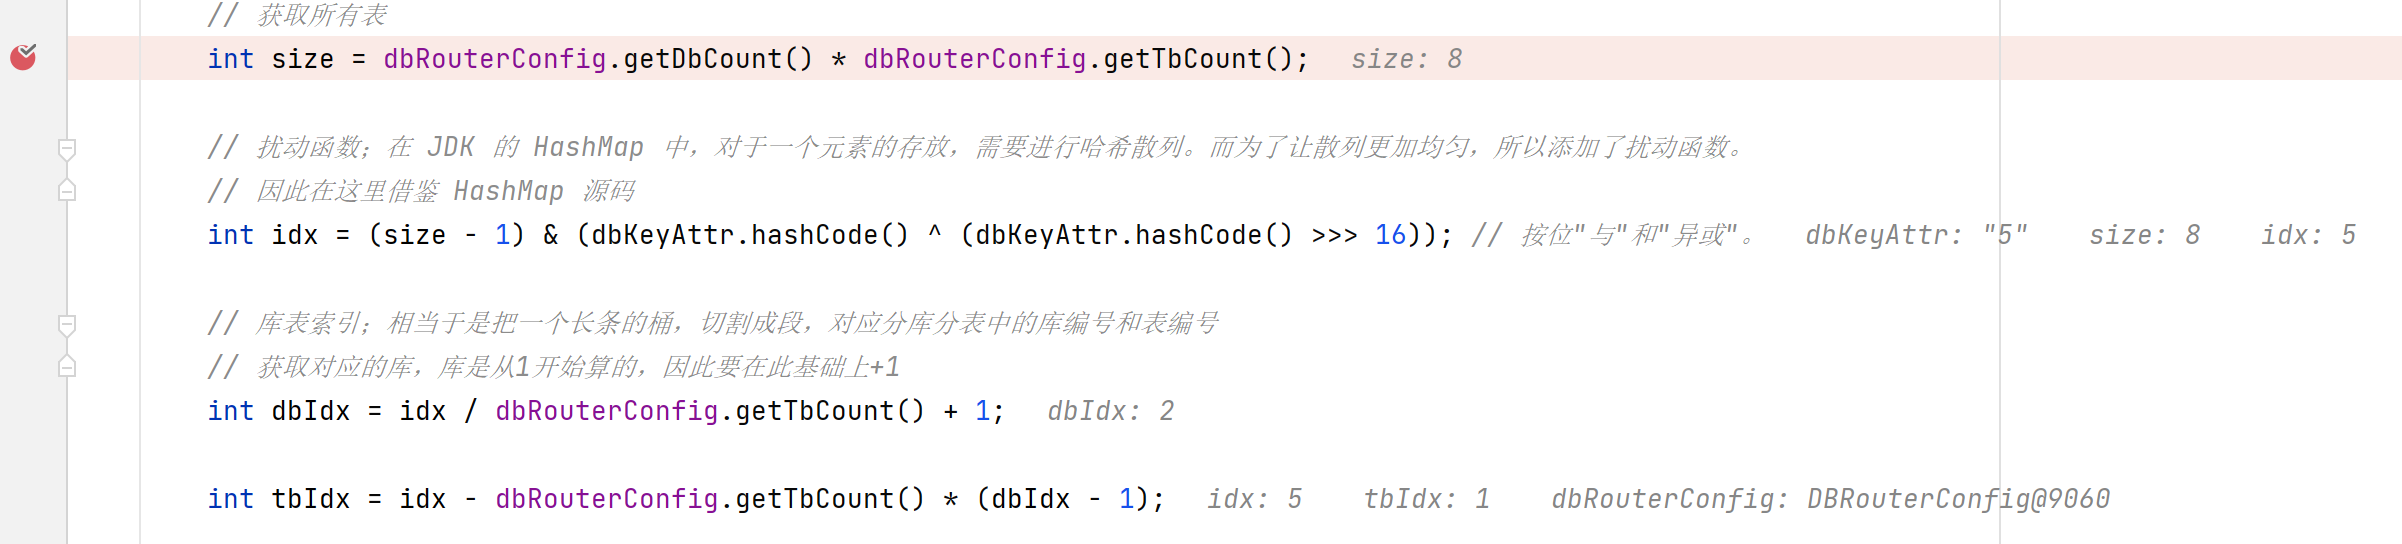 // 获取所有表
int size = dbRouterConfig.getDbCount() * dbRouterConfig.getTbCount(); size: 8
// 扰动函数；在 JDK 的 HashMap 中，对于一个元素的存放，需要进行哈希散列。而为了让散列更加均匀，所以添加了扰动函数。
// 因此在这里借鉴 HashMap 源码
int idx = (size - 1) & (dbKeyAttr.hashCode() ^ (dbKeyAttr.hashCode() >>> 16)); // 按位"与"和"异或"。 dbKeyAttr: "5" size: 8 idx: 5
// 库表索引；相当于是把一个长条的桶，切割成段，对应分库分表中的库编号和表编号
// 获取对应的库，库是从1开始算的，因此要在此基础上+1
int dbIdx = idx / dbRouterConfig.getTbCount() + 1; dbIdx: 2
int tbIdx = idx - dbRouterConfig.getTbCount() * (dbIdx - 1); idx: 5 tbIdx: 1 dbRouterConfig: DBRouterConfig@9060